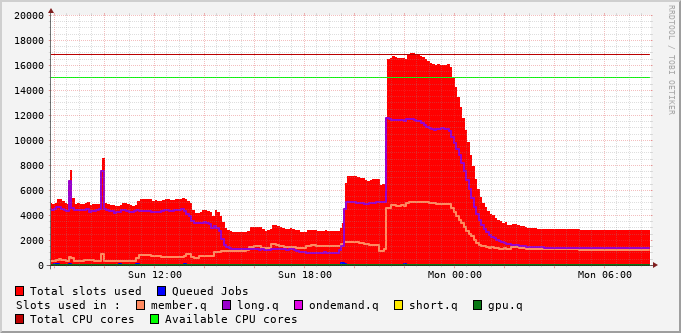 20000
18000
16000
14000
12000
10000
8000
6000
4000
2000
0
Sun 12:00 Sun 18:00 Mon 00:00 Mon 06:00
RRDTOOL / TOBI OETIKER
Total slots used Queued Jobs
Slots used in : member.q long.q ondemand.q short.q gpu.q
Total CPU cores Available CPU cores